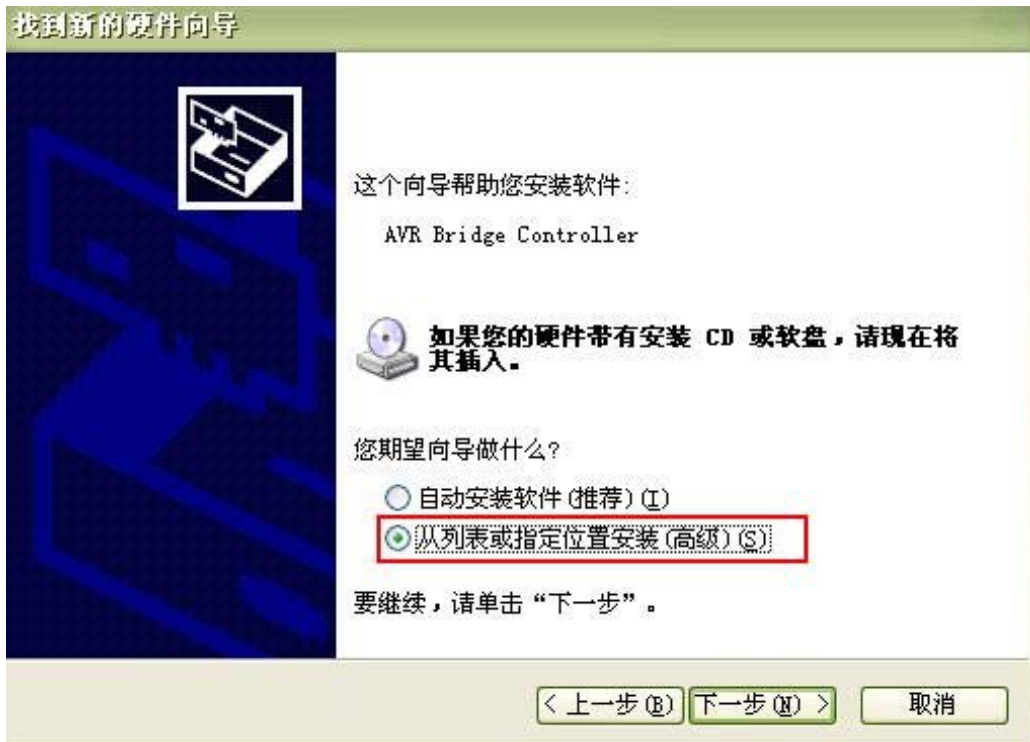 找到新的硬件向导
这个向导帮助您安装软件:
AVR Bridge Controller
如果您的硬件带有安装 CD 或软盘，请现在将
其插入。
您期望向导做什么?
自动安装软件(推荐)(I)
从列表或指定位置安装(高级)(S)
要继续，请单击“下一步”。
< 上一步(B) 下一步(N) > 取消